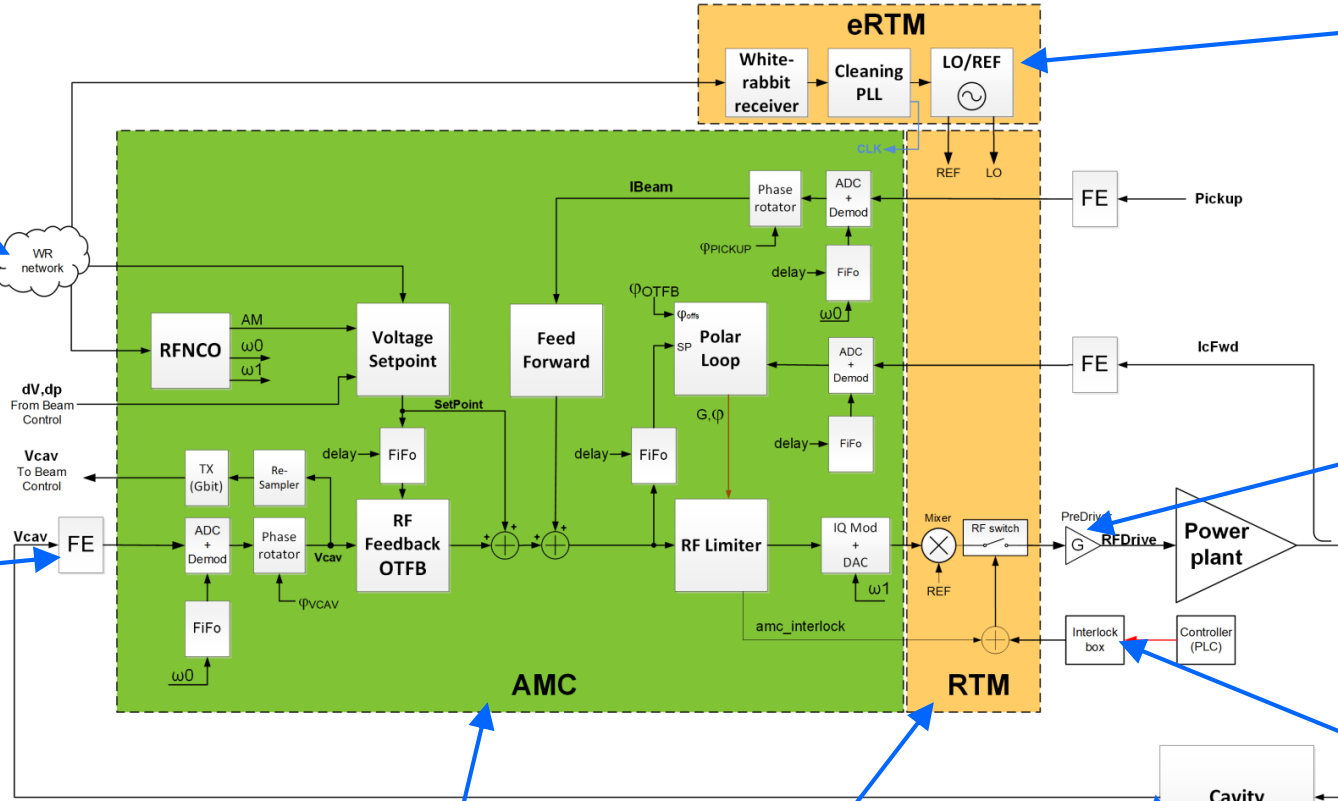 eRTM
White-
rabbit
receiver
Cleaning
PLL
LO/REF
CLK
REF
LO
IBeam
Phase
rotator
ADC
+
Demod
FE
Pickup
φPICKUP
delay
FiFo
ω0
WR
network
RFNCO
AM
ω0
ω1
Voltage
Setpoint
Feed
Forward
φOTFB
φoffs
SP
Polar
Loop
ADC
+
Demod
FE
IcFwd
dV,dp
From Beam
Control
SetPoint
G,φ
delay
FiFo
delay
FiFo
delay
FiFo
Vcav
To Beam
Control
TX
(Gbit)
Re-
Sampler
Vcav
FE
ADC
+
Demod
Phase
rotator
Vcav
RF
Feedback
OTFB
+
+
+
+
RF Limiter
IQ Mod
+
DAC
ω1
Mixer
REF
RF switch
PreDriver
G
RFDrive
Power
plant
φVCAV
FiFo
ω0
amc_interlock
Interlock
box
Controller
(PLC)
AMC
RTM
Cavity